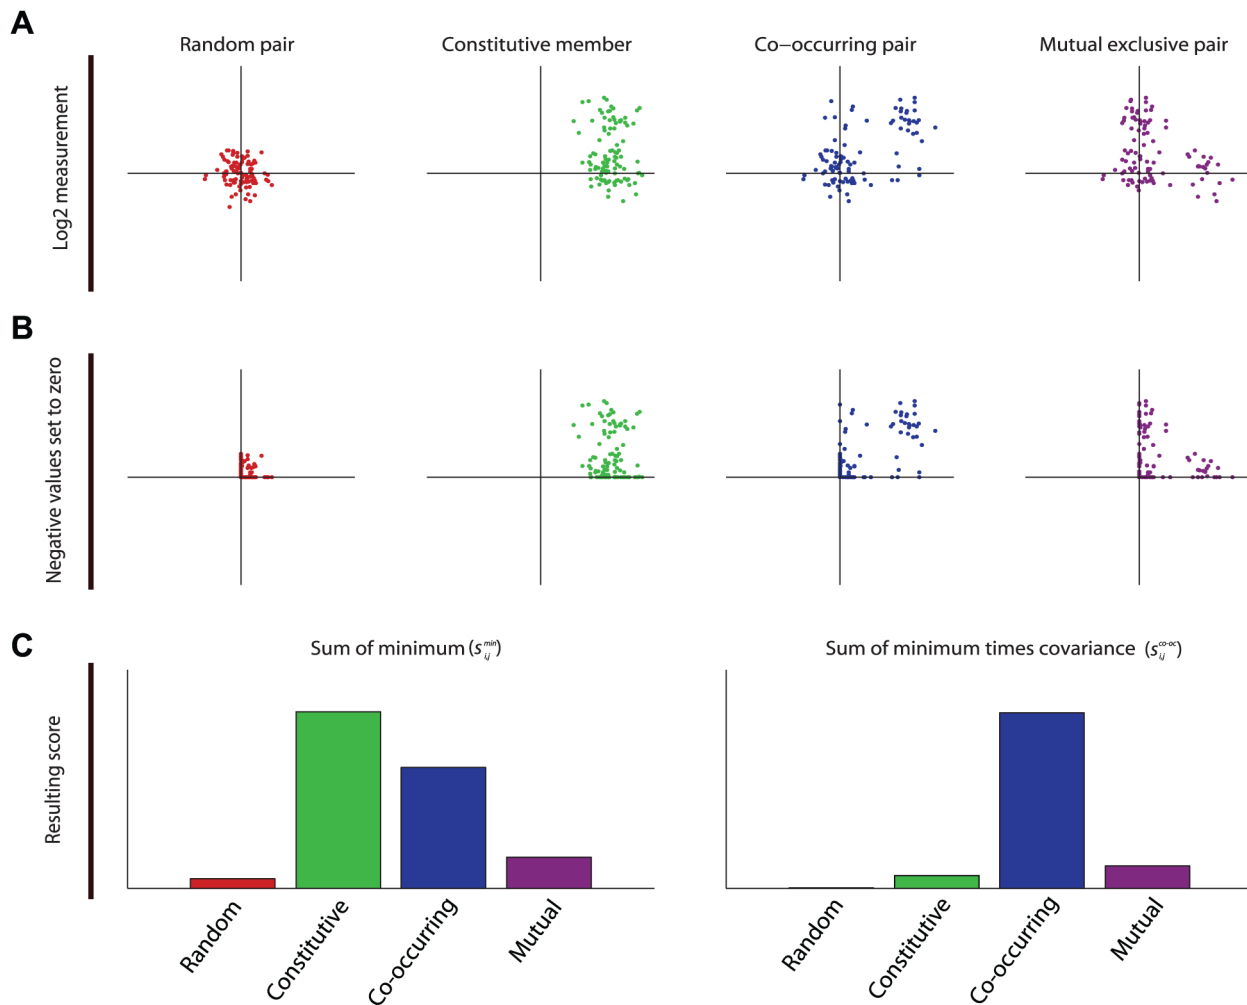 A
Random pair
Constitutive member
Co-occurring pair
Mutual exclusive pair
Log2 measurement
B
Negative values set to zero
C
Sum of minimum (s i,j min)
Sum of minimum times covariance (s i,j co-oc)
Resulting score
Random
Constitutive
Co-occurring
Mutual
Random
Constitutive
Co-occurring
Mutual